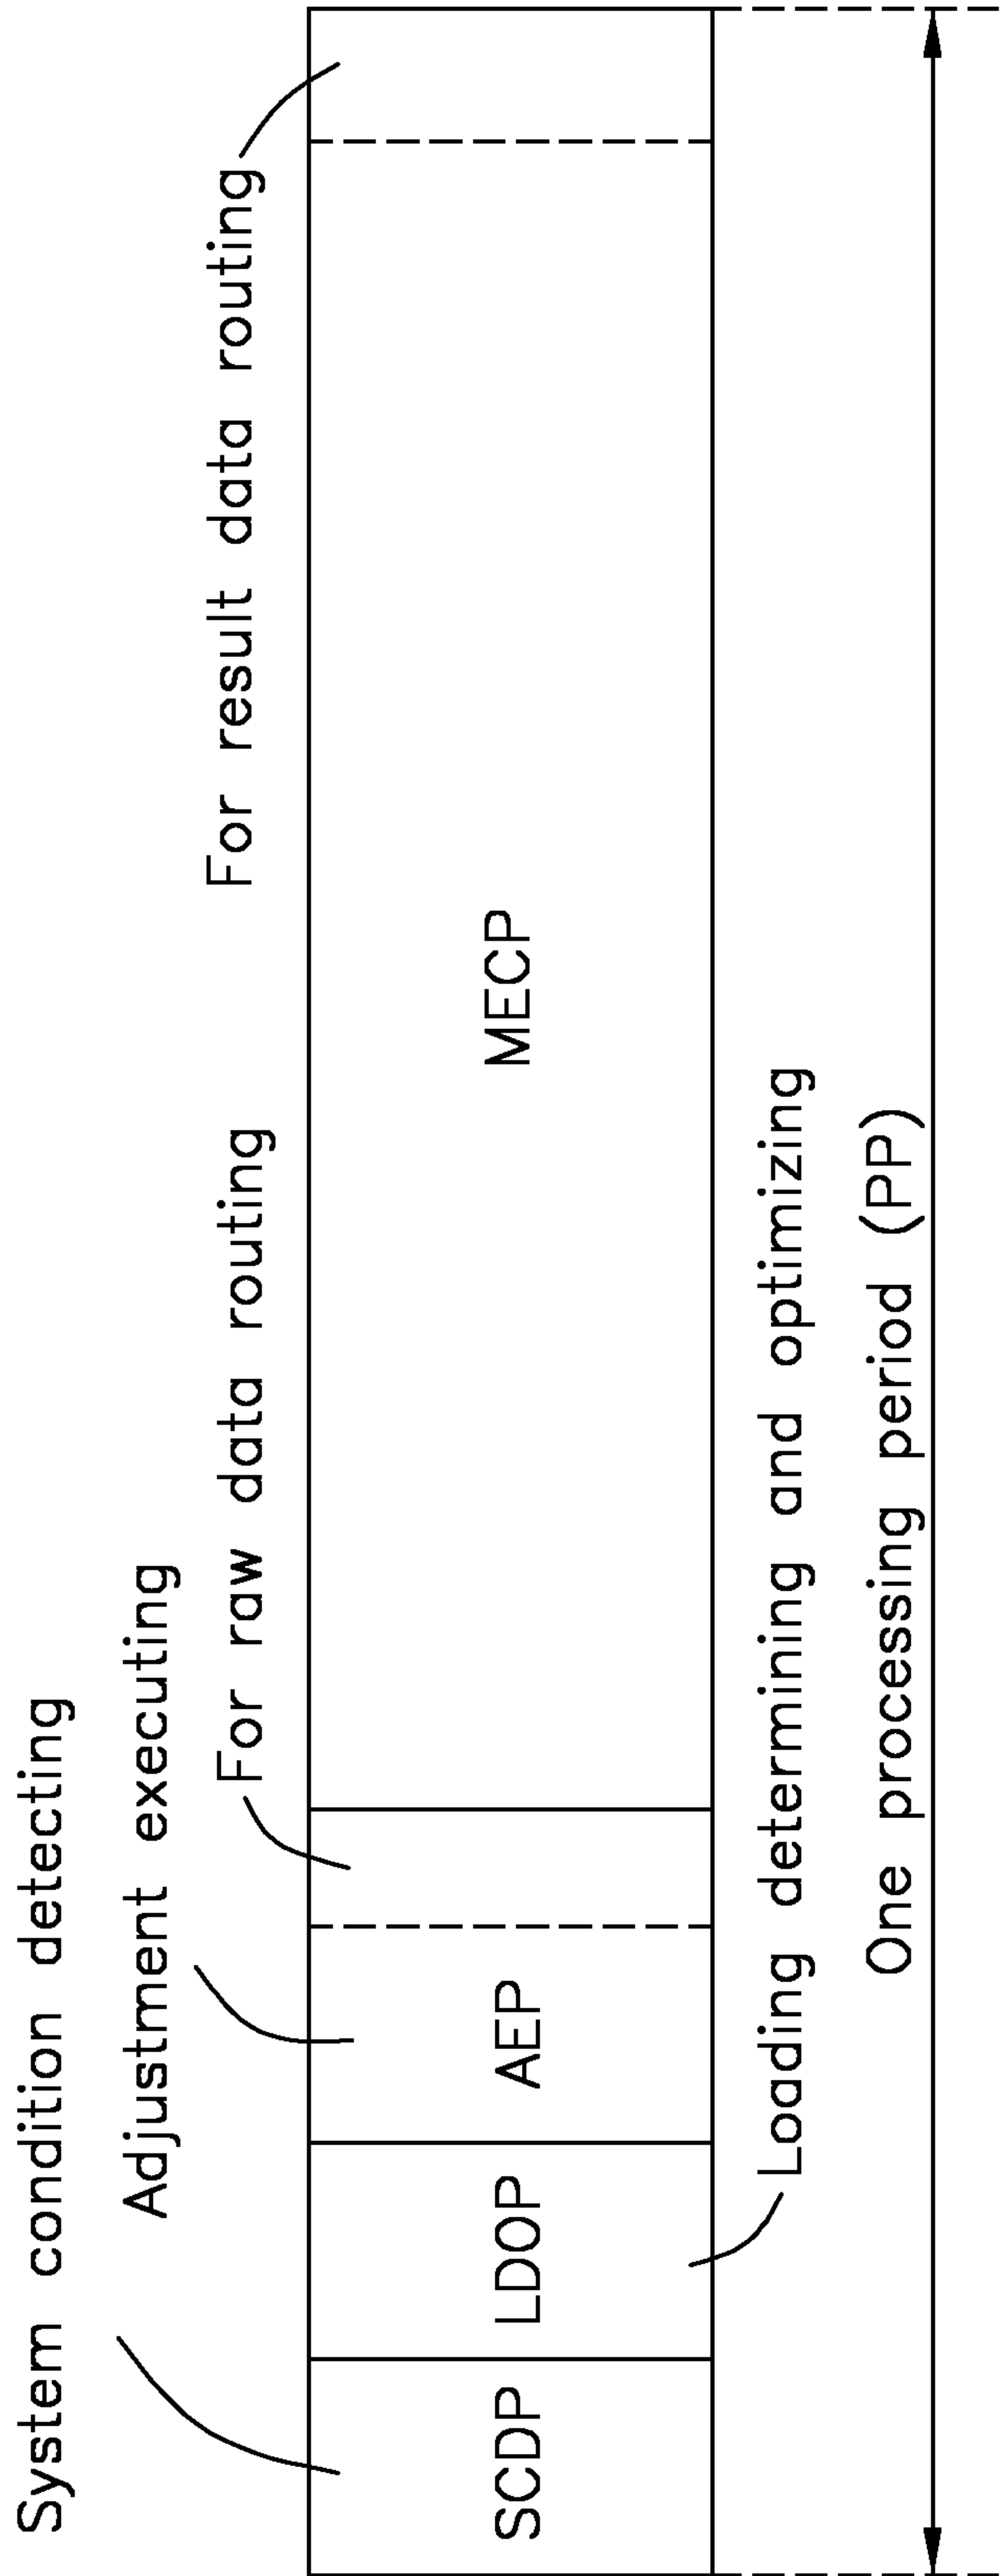 System condition detecting
Adjustment executing
For raw data routing
For result data routing
SCDP
LDOP
AEP
MECP
Loading determining and optimizing
One processing period (PP)